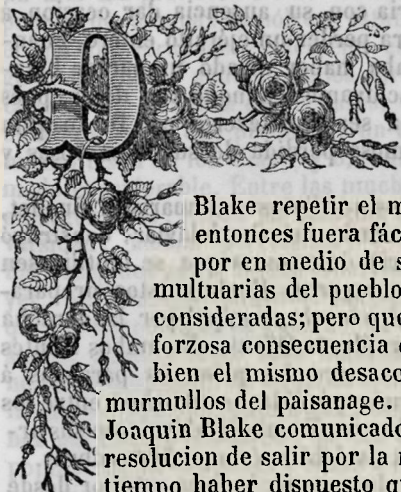 D
Blake repetir el m
entonces fuera fác
por en medio de s
multuarias del pueblo
consideradas; pero que
forzosa consecuencia
bien el mismo desaco
murmullos del paisanage.
Joaquin Blake comunicado
resolucion de salir por la
tiempo haber dispuesto q